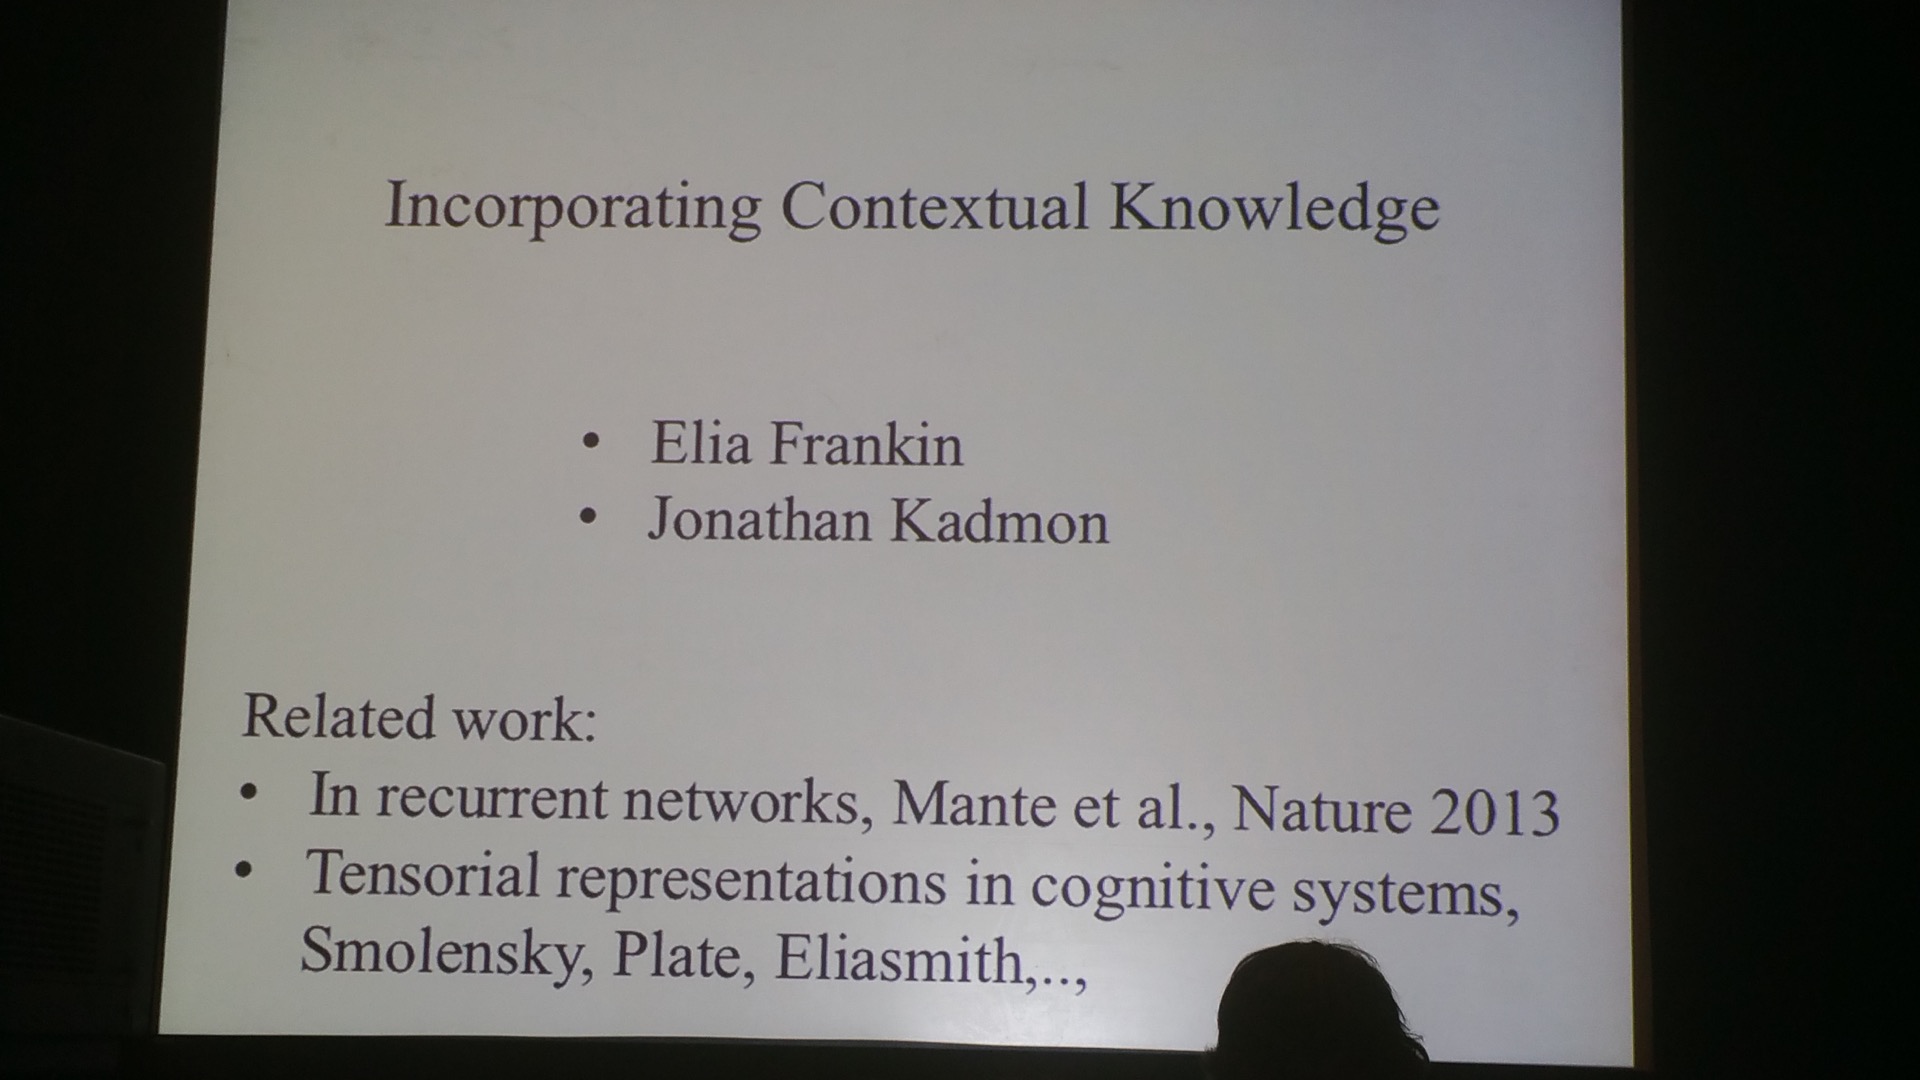 Incorporating Contextual Knowledge
• Elia Frankin
• Jonathan Kadmon
Related work:
• In recurrent networks, Mante et al., Nature 2013
• Tensorial representations in cognitive systems,
Smolensky, Plate, Eliasmith,..,